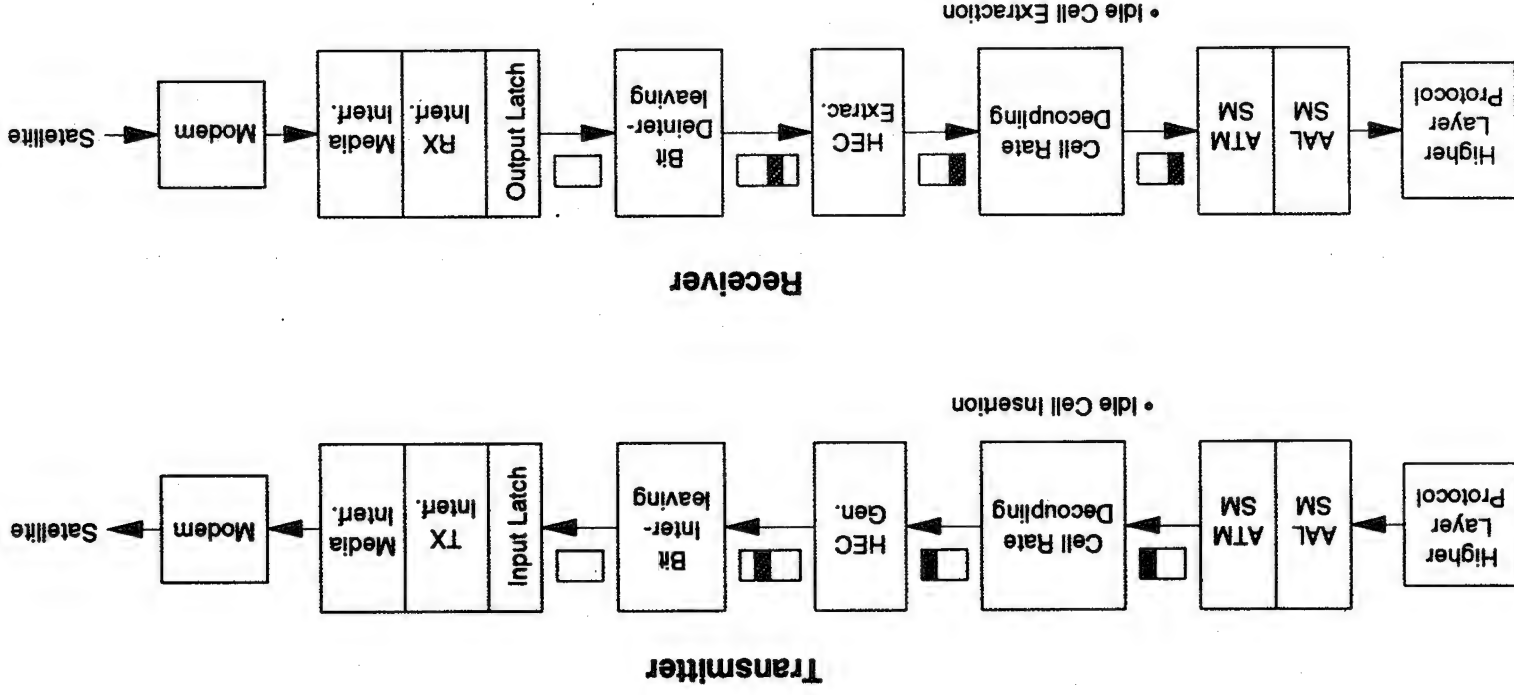 Transmitter
Higher
Layer
Protocol
AAL
SM
ATM
SM
Cell Rate
Decoupling
• Idle Cell Insertion
HEC
Gen.
Bit
Inter
leaving
Input Latch
TX
Interf.
Media
Interf.
Modem
Satellite
Receiver
Higher
Layer
Protocol
AAL
SM
ATM
SM
Cell Rate
Decoupling
• Idle Cell Extraction
HEC
Extrac.
Bit
Deinter-
leaving
Output Latch
RX
Interf.
Media
Interf.
Modem
Satellite